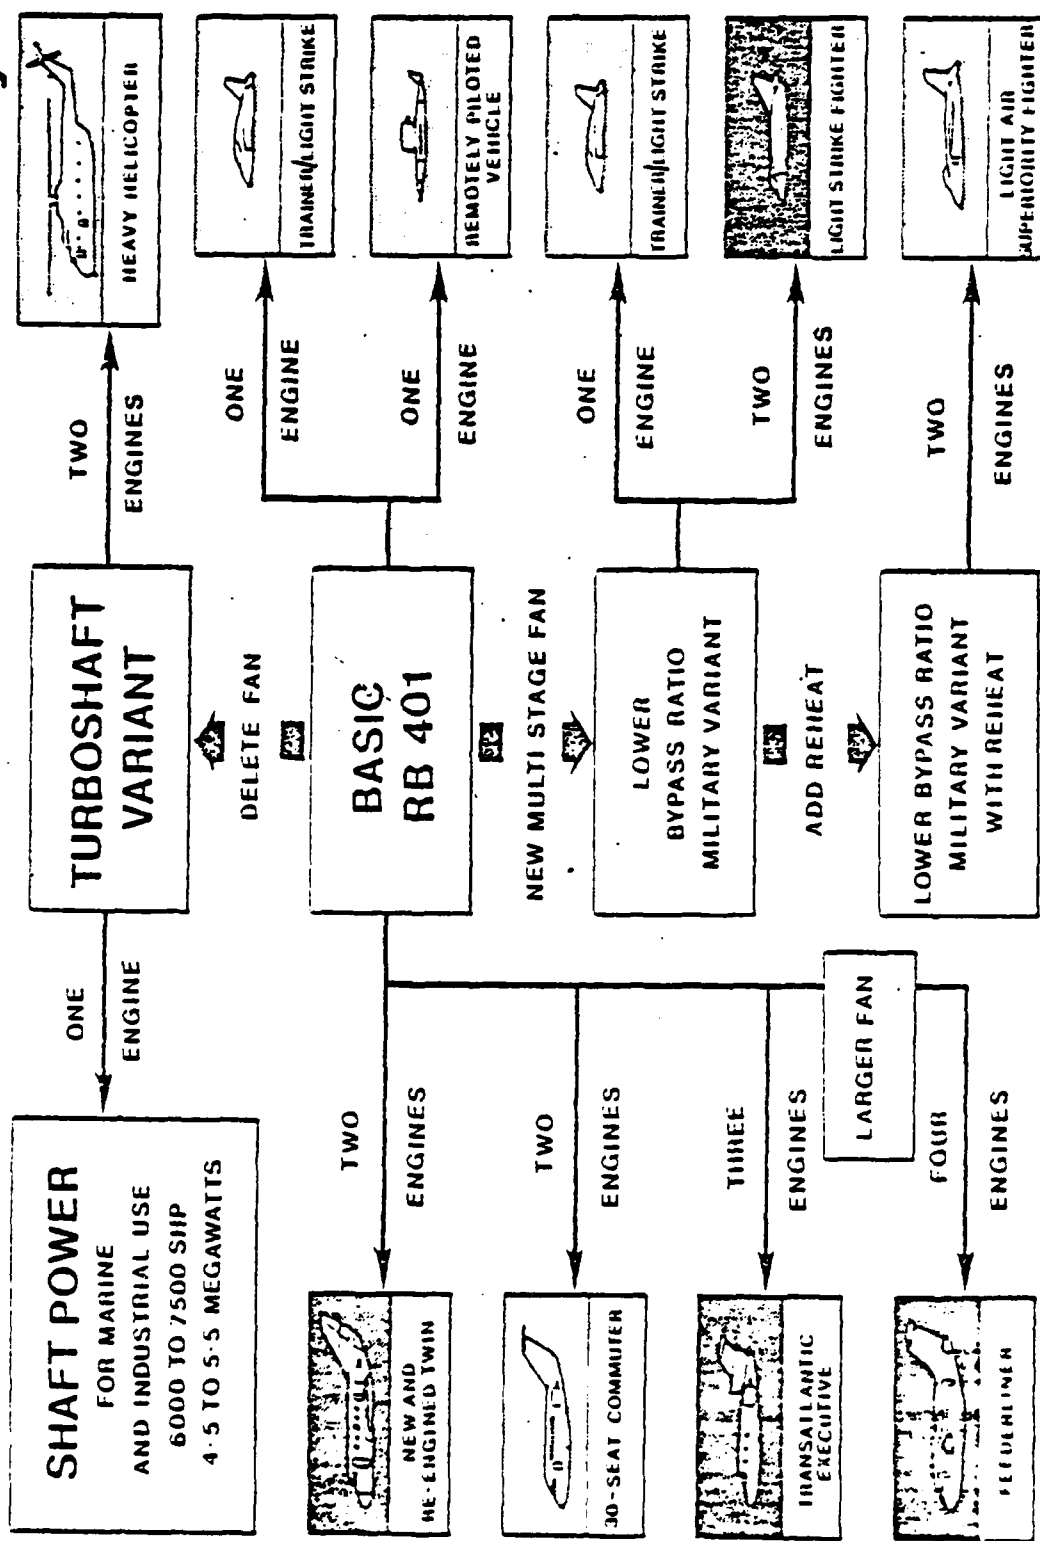 SHAFT POWER
FOR MARINE
AND INDUSTRIAL USE
6000 TO 7500 SHP
4·5 TO 5·5 MEGAWATTS
ONE
ENGINE
TURBOSHAFT
VARIANT
TWO
ENGINES
HEAVY HELICOPTER
DELETE FAN
NEW AND
RE-ENGINED TWIN
TWO
ENGINES
BASIC
RB 401
ONE
ENGINE
TRAINER/LIGHT STRIKE
ONE
ENGINE
REMOTELY PILOTED
VEHICLE
30-SEAT COMMUTER
TWO
ENGINES
NEW MULTI STAGE FAN
LOWER
BYPASS RATIO
MILITARY VARIANT
ONE
ENGINE
TRAINER/LIGHT STRIKE
TRANSATLANTIC
EXECUTIVE
THREE
ENGINES
TWO
ENGINES
LIGHT STRIKE FIGHTER
ADD REHEAT
LARGER FAN
FEEDERLINER
FOUR
ENGINES
LOWER BYPASS RATIO
MILITARY VARIANT
WITH REHEAT
TWO
ENGINES
LIGHT AIR
SUPERIORITY FIGHTER